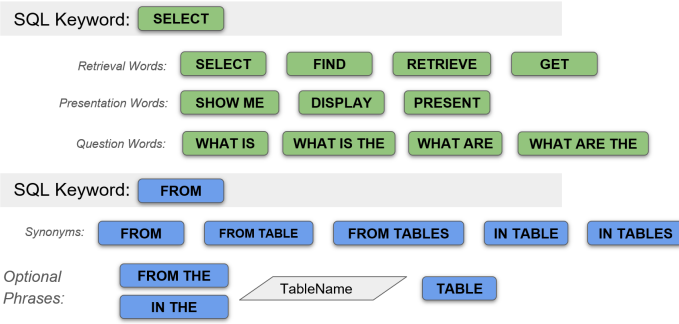 SQL Keyword: SELECT
Retrieval Words: SELECT FIND RETRIEVE GET
Presentation Words: SHOW ME DISPLAY PRESENT
Question Words: WHAT IS WHAT IS THE WHAT ARE WHAT ARE THE
SQL Keyword: FROM
Synonyms: FROM FROM TABLE FROM TABLES IN TABLE IN TABLES
Optional Phrases: FROM THE
IN THE
TableName TABLE